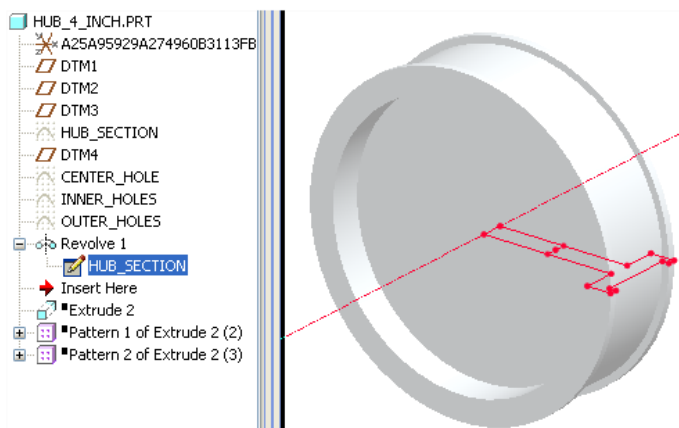 HUB_4_INCH.PRT
A25A95929A274960B3113FB
DTM1
DTM2
DTM3
HUB_SECTION
DTM4
CENTER_HOLE
INNER_HOLES
OUTER_HOLES
Revolve 1
HUB_SECTION
Insert Here
Extrude 2
Pattern 1 of Extrude 2 (2)
Pattern 2 of Extrude 2 (3)